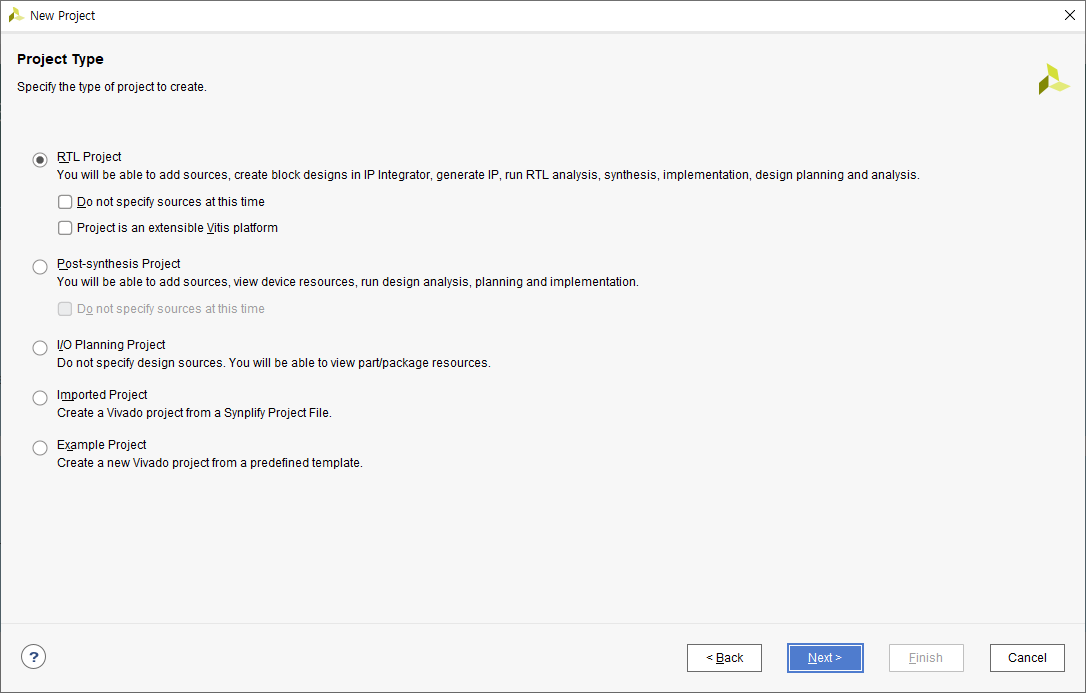 New Project
Project Type
Specify the type of project to create.
RTL Project
You will be able to add sources, create block designs in IP Integrator, generate IP, run RTL analysis, synthesis, implementation, design planning and analysis.
Do not specify sources at this time
Project is an extensible Vitis platform
Post-synthesis Project
You will be able to add sources, view device resources, run design analysis, planning and implementation.
Do not specify sources at this time
I/O Planning Project
Do not specify design sources. You will be able to view part/package resources.
Imported Project
Create a Vivado project from a Synplify Project File.
Example Project
Create a new Vivado project from a predefined template.
? < Back Next > Finish Cancel